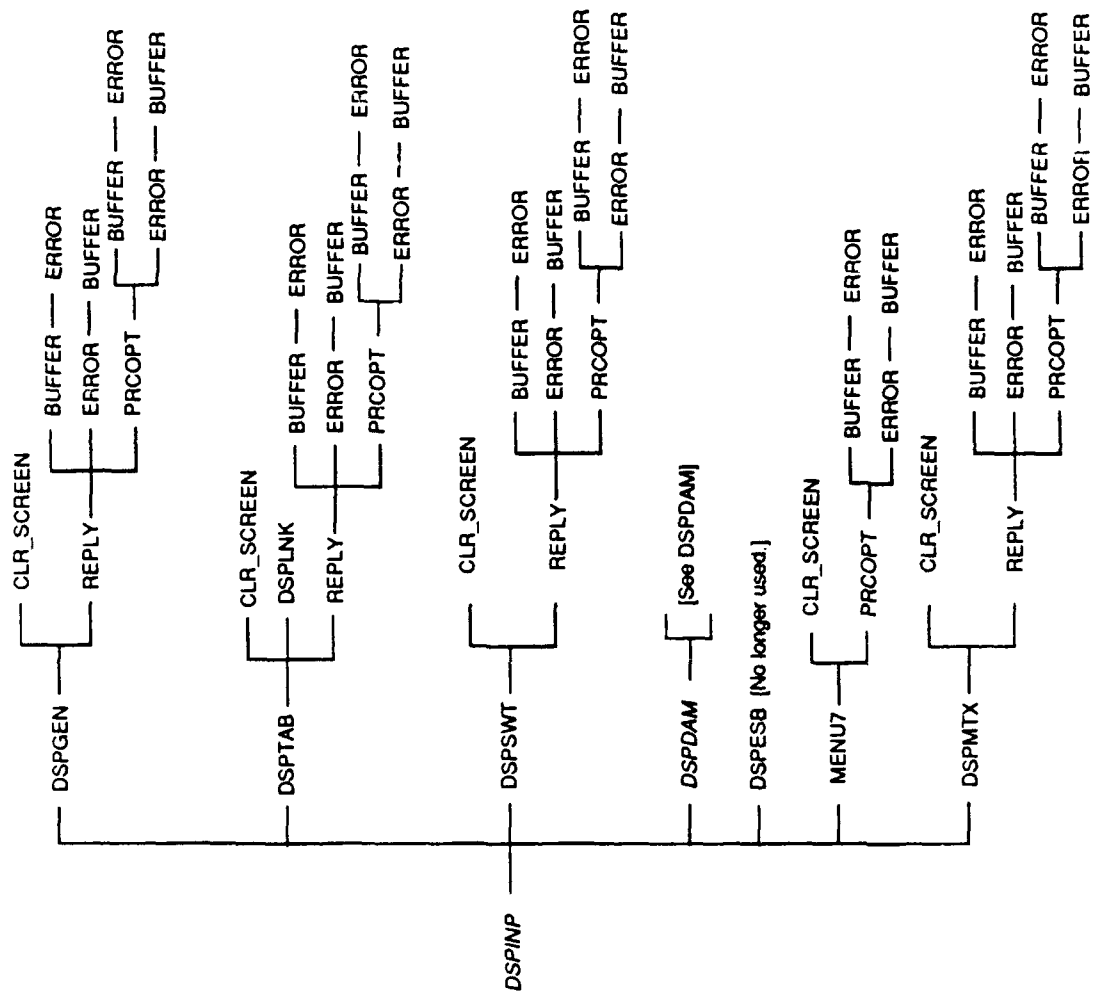 CLR_SCREEN
BUFFER — ERROR
DSPGEN
REPLY
ERROR — BUFFER
BUFFER — ERROR
PRCOPT
ERROR — BUFFER
CLR_SCREEN
DSPTAB
DSPLNK
BUFFER — ERROR
REPLY
ERROR — BUFFER
BUFFER — ERROR
PRCOPT
ERROR — BUFFER
DSPINP
CLR_SCREEN
DSPSWT
BUFFER — ERROR
REPLY
ERROR — BUFFER
BUFFER — ERROR
PRCOPT
ERROR — BUFFER
DSPDAM
[See DSPDAM]
DSPESB [No longer used.]
CLR_SCREEN
MENU7
BUFFER — ERROR
PRCOPT
ERROR — BUFFER
CLR_SCREEN
DSPMTX
BUFFER — ERROR
REPLY
ERROR — BUFFER
BUFFER — ERROR
PRCOPT
ERROR — BUFFER